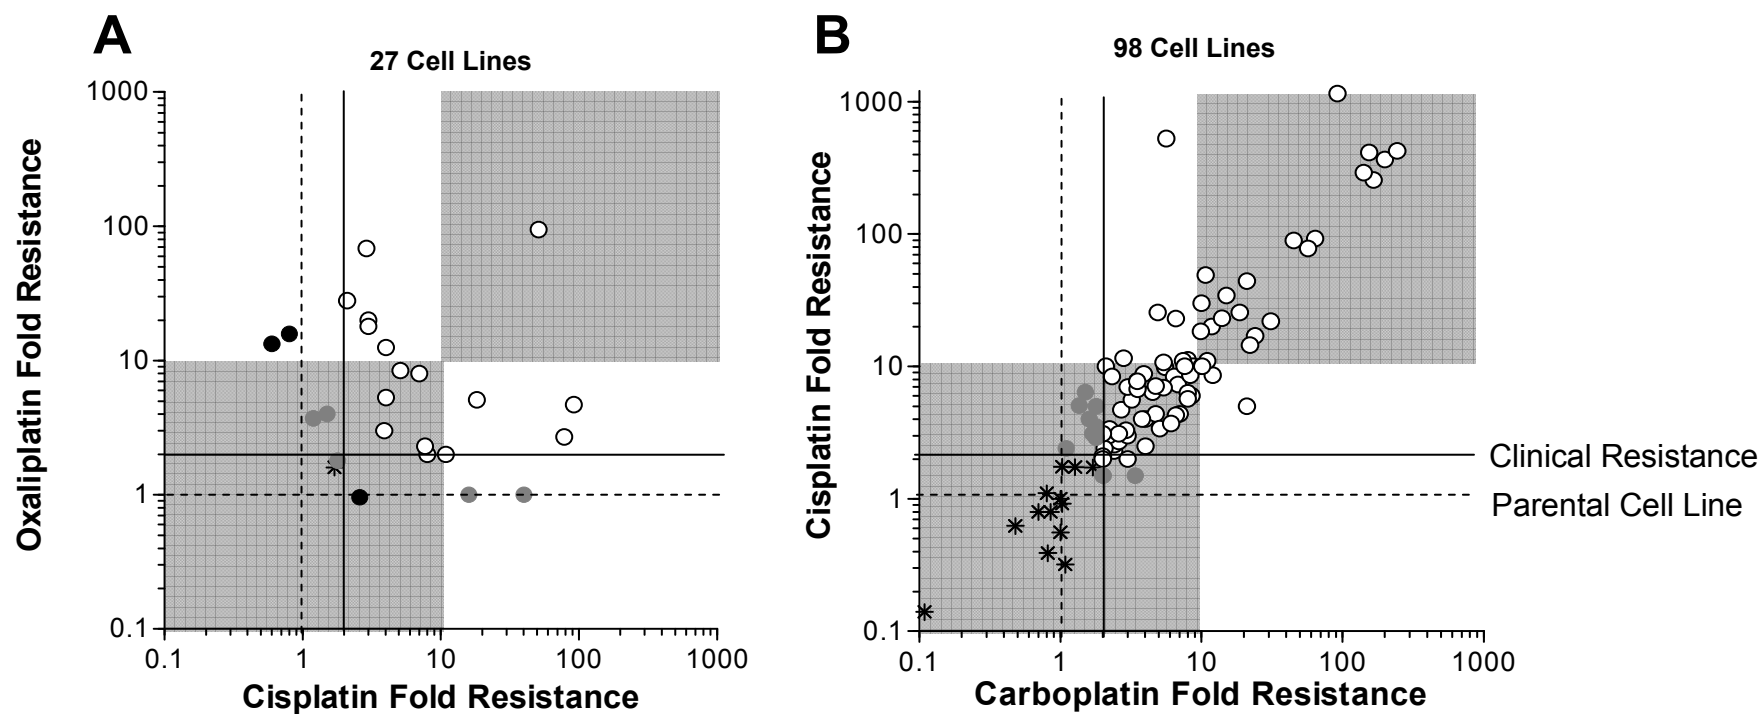 A
27 Cell Lines
Oxaliplatin Fold Resistance
1000
100
10
1
0.1
0.1 1 10 100 1000
Cisplatin Fold Resistance
B
98 Cell Lines
Cisplatin Fold Resistance
1000
100
10
1
0.1
0.1 1 10 100 1000
Carboplatin Fold Resistance
Clinical Resistance
Parental Cell Line